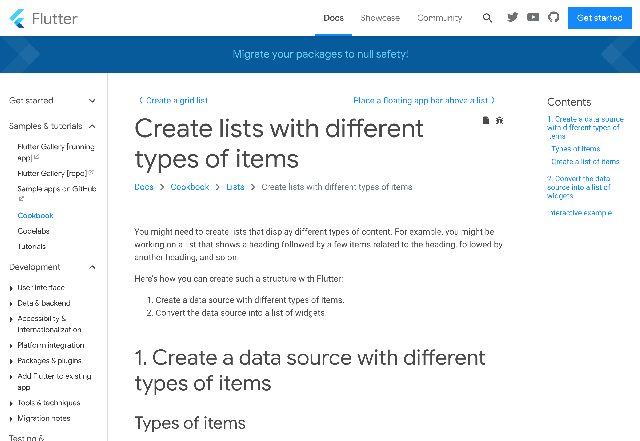 Flutter
Docs
Showcase
Community
Get started
Migrate your packages to null safety!
Get started
Samples & tutorials
Flutter Gallery [running
app]
Flutter Gallery [repo]
Sample apps on GitHub
Cookbook
Codelabs
Tutorials
Development
User interface
Data & backend
Accessibility &
internationalization
Platform integration
Packages & plugins
Add Flutter to existing
app
Tools & techniques
Migration notes
Testing &
Create a grid list
Place a floating app bar above a list
Create lists with different
types of items
Docs
Cookbook
Lists
Create lists with different types of items
You might need to create lists that display different types of content. For example, you might be
working on a list that shows a heading followed by a few items related to the heading, followed by
another heading, and so on.
Here's how you can create such a structure with Flutter:
1. Create a data source with different types of items.
2. Convert the data source into a list of widgets.
1. Create a data source with different
types of items
Types of items
Contents
1. Create a data source
with different types of
items
Types of items
Create a list of items
2. Convert the data
source into a list of
widgets
Interactive example